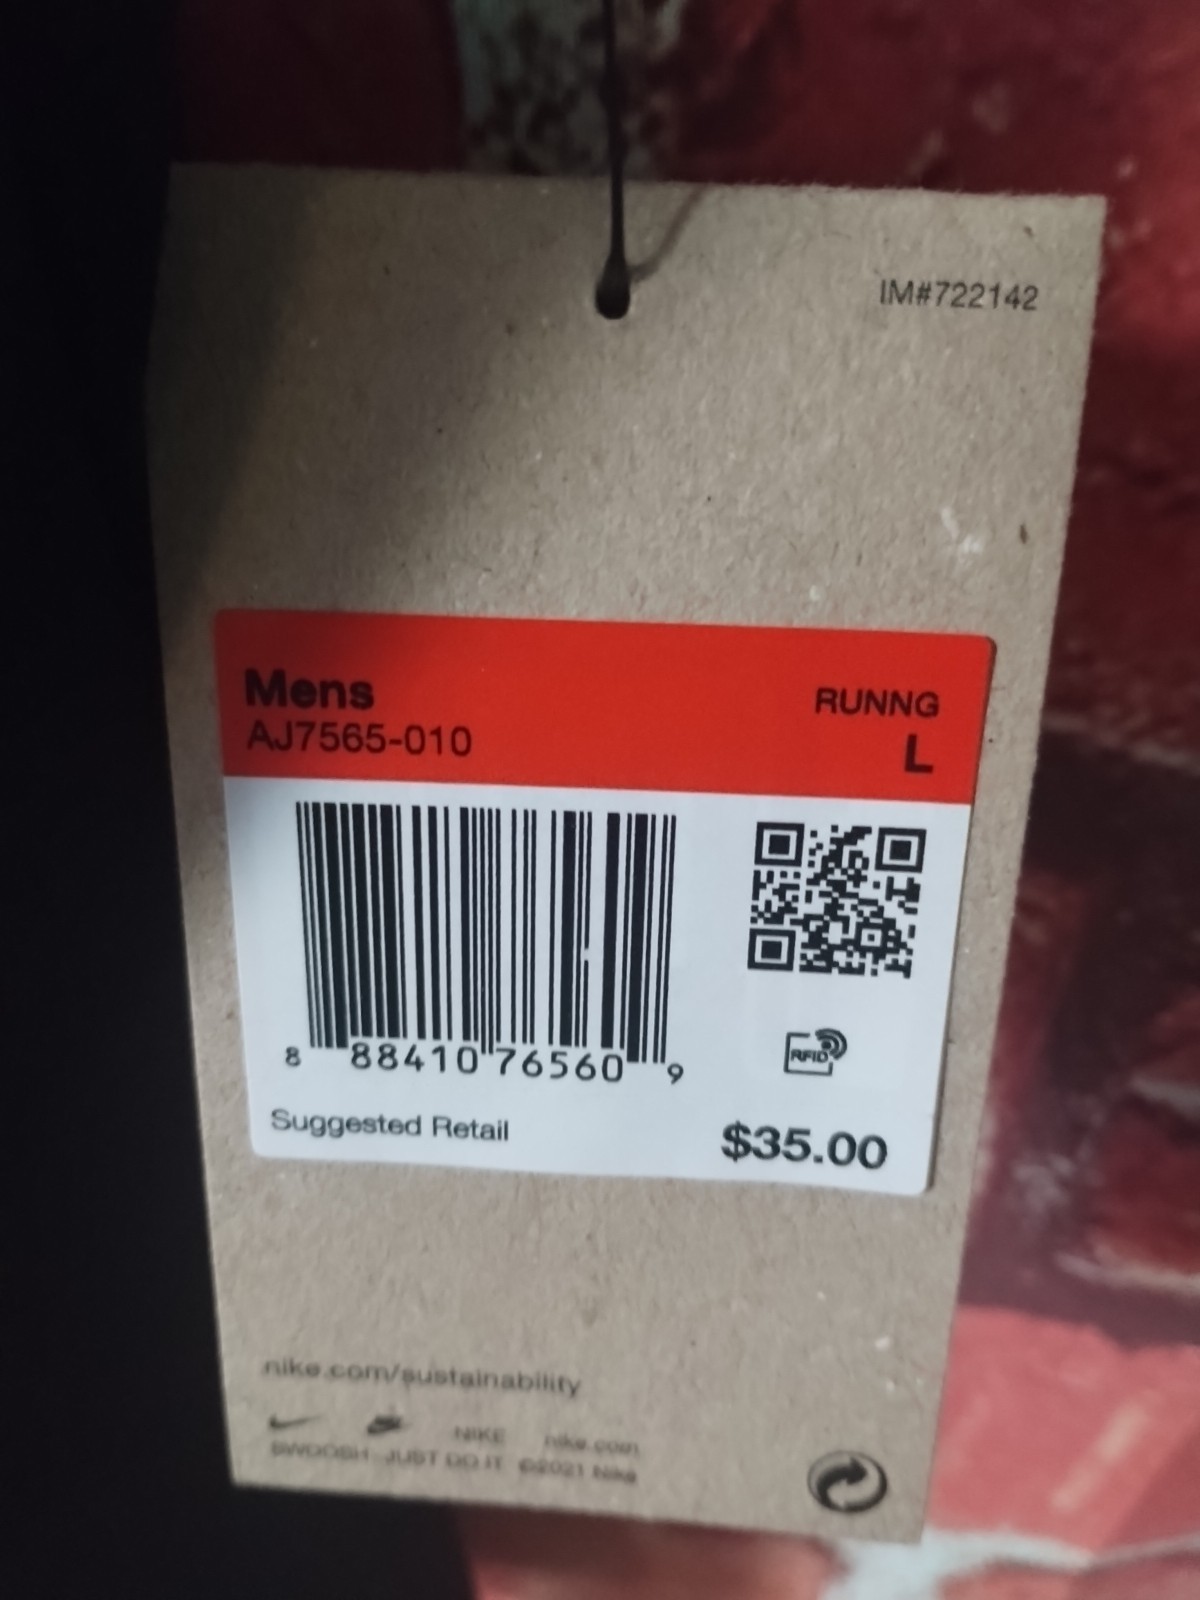 IM#722142
Mens
RUNNG
AJ7565-010
L
RFID
8 88410 76560 9
Suggested Retail
$35.00
nike.com/sustainability
NIKE nike.com
SWOOSH JUST DO IT ©2021 Nike